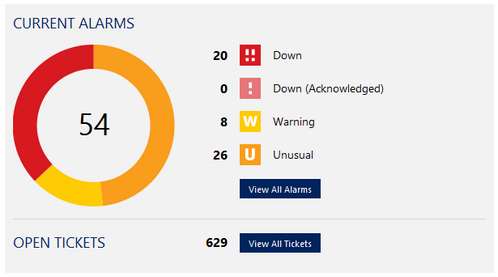 CURRENT ALARMS
54
20 !! Down
0 ! Down (Acknowledged)
8 W Warning
26 U Unusual
View All Alarms
OPEN TICKETS 629 View All Tickets